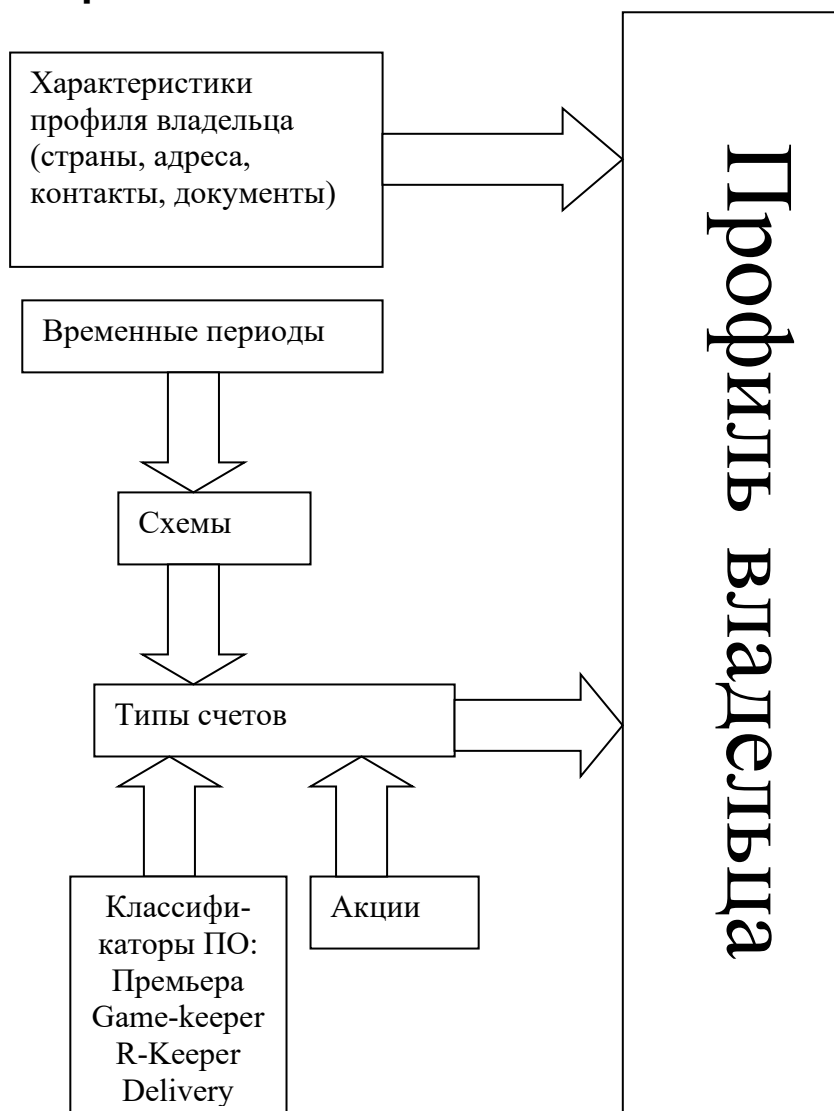 Характеристики
профиля владельца
(страны, адреса,
контакты, документы)
Временные периоды
Схемы
Типы счетов
Классифи-
каторы ПО:
Премьера
Game-keeper
R-Keeper
Delivery
Акции
Профиль владельца